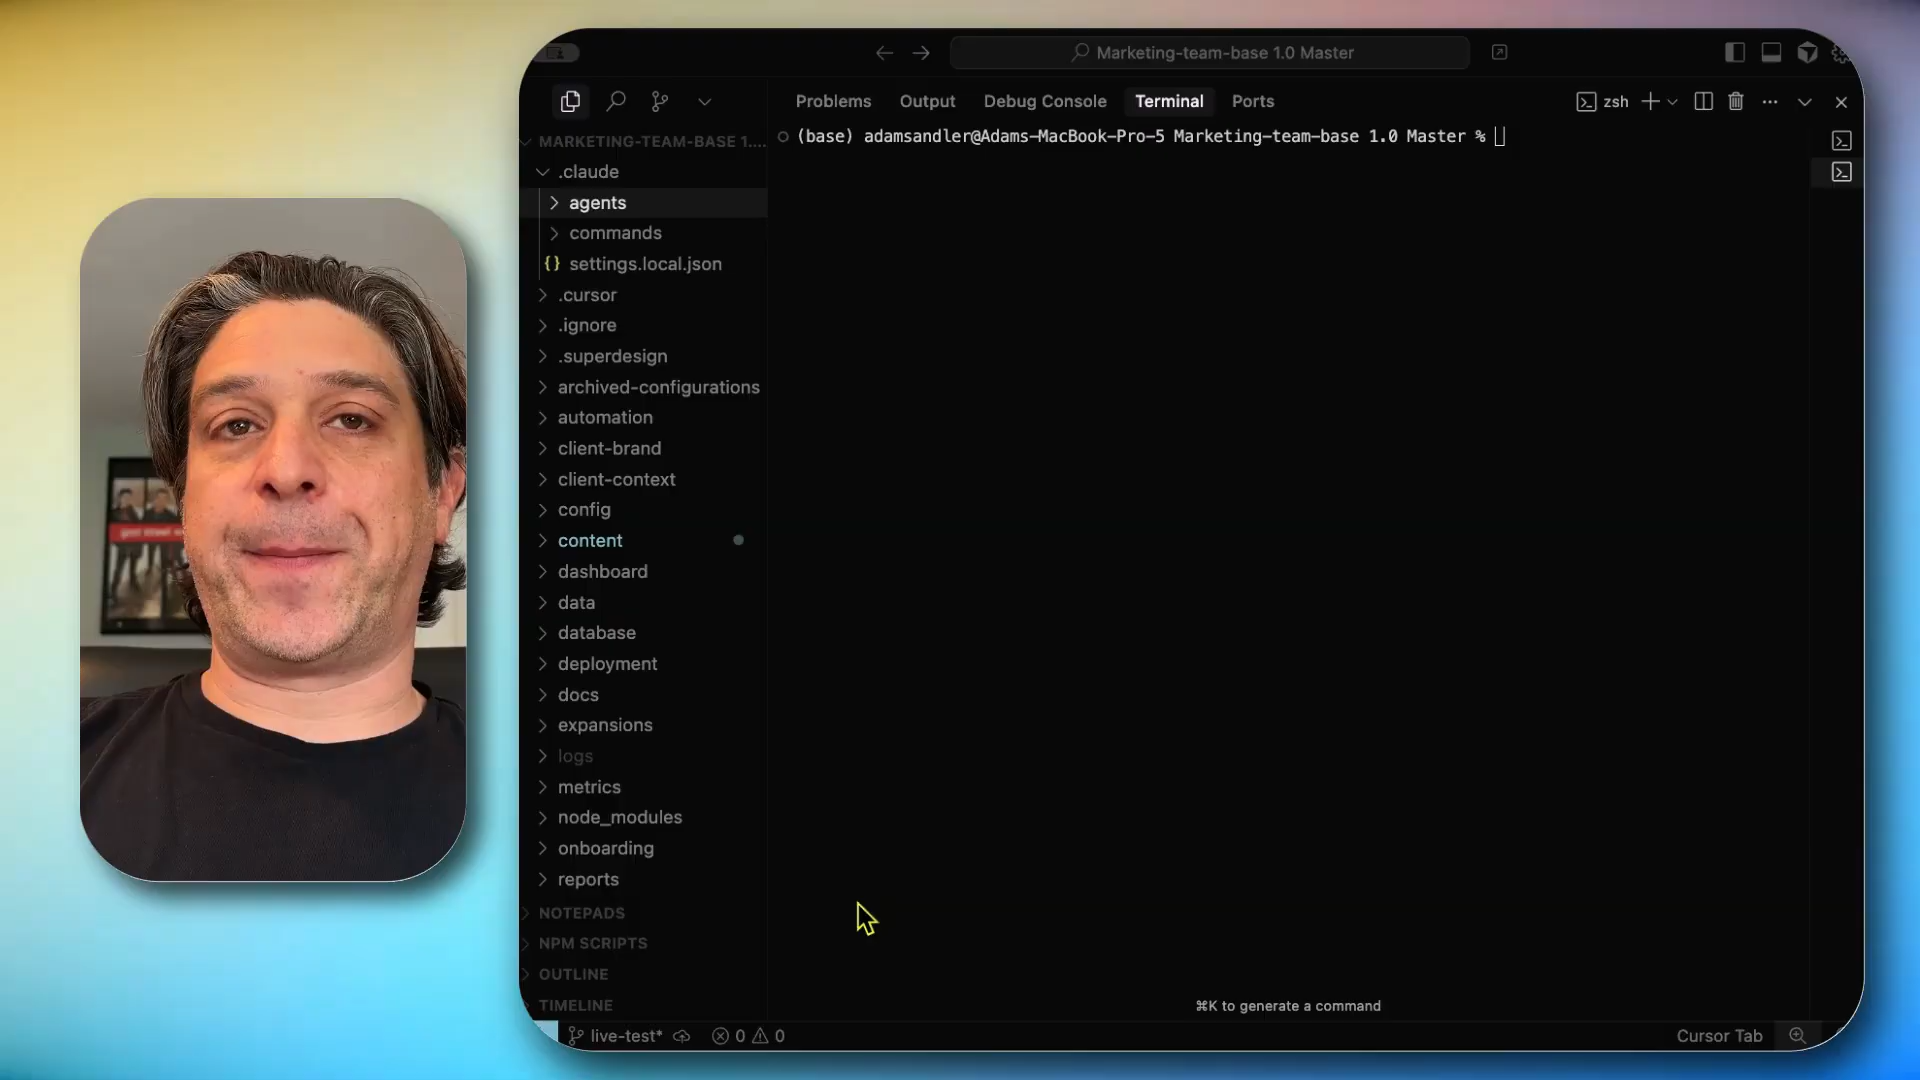 Marketing-team-base 1.0 Master
Problems Output Debug Console Terminal Ports
zsh
MARKETING-TEAM-BASE 1....
(base) adamsandler@Adams-MacBook-Pro-5 Marketing-team-base 1.0 Master %
.claude
agents
commands
{} settings.local.json
.cursor
.ignore
.superdesign
archived-configurations
automation
client-brand
client-context
config
content
dashboard
data
database
deployment
docs
expansions
logs
metrics
node_modules
onboarding
reports
NOTEPADS
NPM SCRIPTS
OUTLINE
TIMELINE
⌘K to generate a command
live-test* 0 0
Cursor Tab